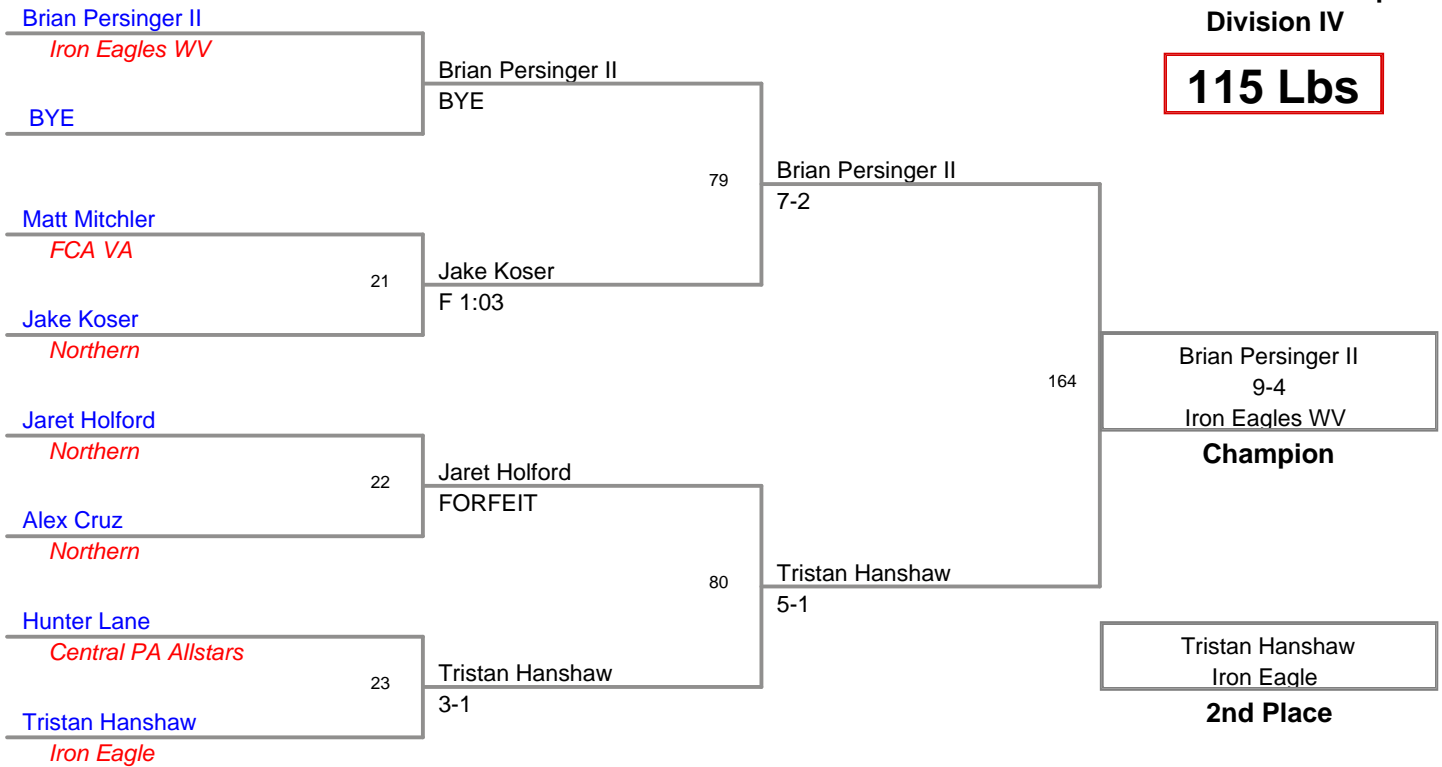 Division IV
115 Lbs
Brian Persinger II
Iron Eagles WV
BYE
Matt Mitchler
FCA VA
21
Jake Koser
Northern
Jaret Holford
Northern
22
Alex Cruz
Northern
Hunter Lane
Central PA Allstars
23
Tristan Hanshaw
Iron Eagle
Brian Persinger II
BYE
79
Jake Koser
F 1:03
Jaret Holford
FORFEIT
80
Tristan Hanshaw
3-1
Brian Persinger II
7-2
164
Tristan Hanshaw
5-1
Brian Persinger II
9-4
Iron Eagles WV
Champion
Tristan Hanshaw
Iron Eagle
2nd Place